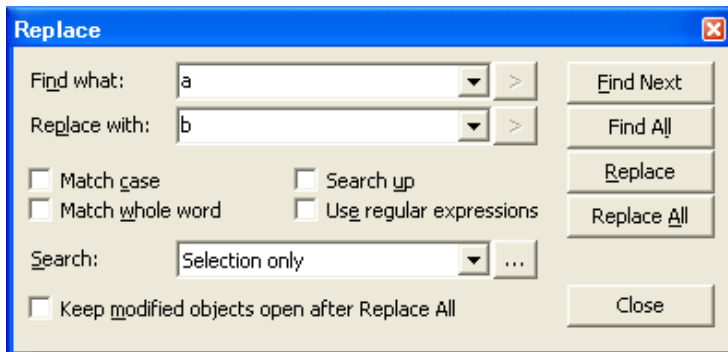 Replace
Find what: a > Find Next
Replace with: b > Find All
Match case Search up Replace
Match whole word Use regular expressions Replace All
Search: Selection only ...
Keep modified objects open after Replace All Close